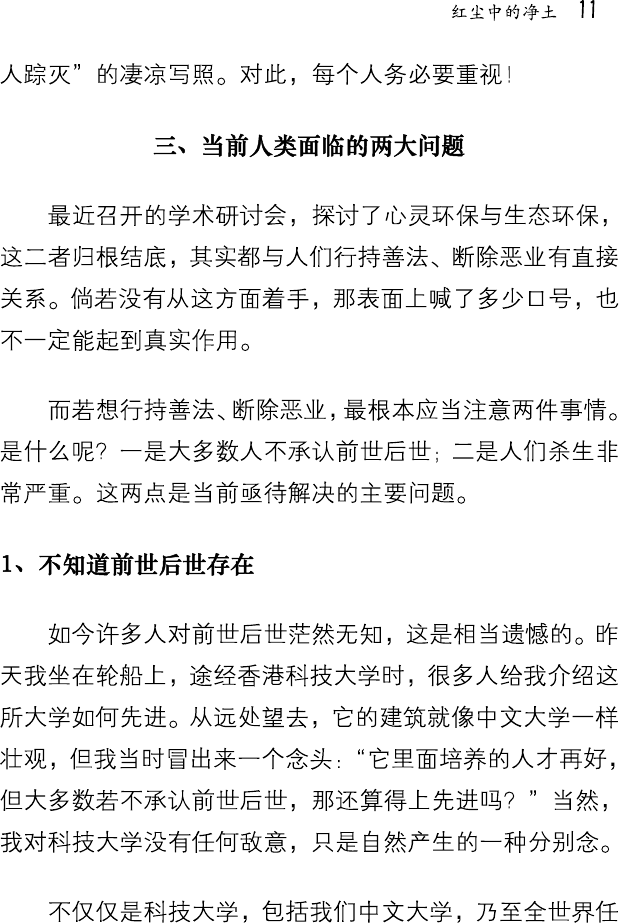 红尘中的净土 11
人踪灭”的凄凉写照。对此，每个人务必要重视！
三、当前人类面临的两大问题
最近召开的学术研讨会，探讨了心灵环保与生态环保，
这二者归根结底，其实都与人们行持善法、断除恶业有直接
关系。倘若没有从这方面着手，那表面上喊了多少口号，也
不一定能起到真实作用。
而若想行持善法、断除恶业，最根本应当注意两件事情。
是什么呢？一是大多数人不承认前世后世；二是人们杀生非
常严重。这两点是当前亟待解决的主要问题。
1、不知道前世后世存在
如今许多人对前世后世茫然无知，这是相当遗憾的。昨
天我坐在轮船上，途经香港科技大学时，很多人给我介绍这
所大学如何先进。从远处望去，它的建筑就像中文大学一样
壮观，但我当时冒出来一个念头：“它里面培养的人才再好，
但大多数若不承认前世后世，那还算得上先进吗？”当然，
我对科技大学没有任何敌意，只是自然产生的一种分别念。
不仅仅是科技大学，包括我们中文大学，乃至全世界任